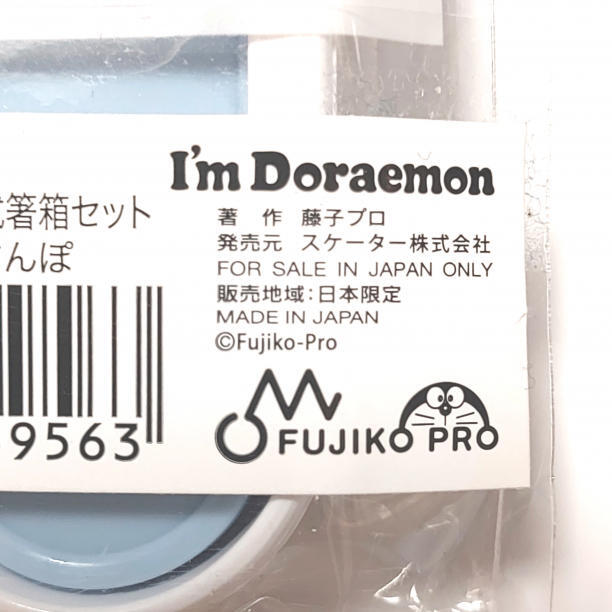 I'm Doraemon
式箸箱セット
さんぽ
著 作 藤子プロ
発売元 スケーター株式会社
FOR SALE IN JAPAN ONLY
販売地域:日本限定
MADE IN JAPAN
©Fujiko-Pro
9563
FUJIKO PRO